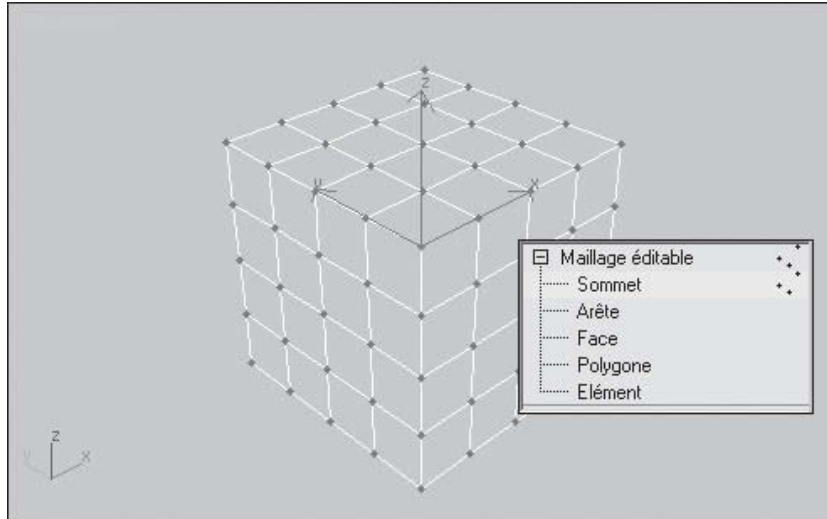 z
y
x
Maillage éditable
Sommet
Arête
Face
Polygone
Elément
z
y
x